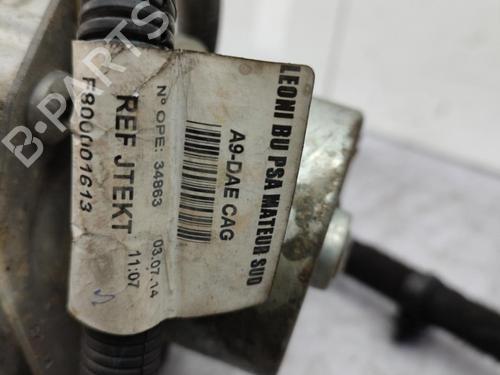 LEONI BU PSA MATEUR SUD
A9-DAE CAG
N° OPE: 34863 03.07.14
REF JTEKT 11:07
F800001613
B-PARTS